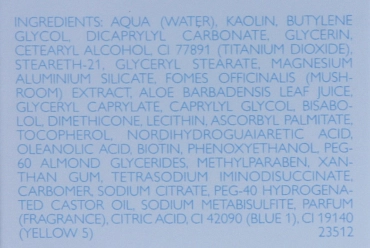 INGREDIENTS: AQUA (WATER), KAOLIN, BUTYLENE
GLYCOL, DICAPRYLYL CARBONATE, GLYCERIN,
CETEARYL ALCOHOL, CI 77891 (TITANIUM DIOXIDE),
STEARETH-21, GLYCERYL STEARATE, MAGNESIUM
ALUMINIUM SILICATE, FOMES OFFICINALIS (MUSH-
ROOM) EXTRACT, ALOE BARBADENSIS LEAF JUICE,
GLYCERYL CAPRYLATE, CAPRYLYL GLYCOL, BISABO-
LOL, DIMETHICONE, LECITHIN, ASCORBYL PALMITATE,
TOCOPHEROL, NORDIHYDROGUAIARETIC ACID,
OLEANOLIC ACID, BIOTIN, PHENOXYETHANOL, PEG-
60 ALMOND GLYCERIDES, METHYLPARABEN, XAN-
THAN GUM, TETRASODIUM IMINODISUCCINATE,
CARBOMER, SODIUM CITRATE, PEG-40 HYDROGENA-
TED CASTOR OIL, SODIUM METABISULFITE, PARFUM
(FRAGRANCE), CITRIC ACID, CI 42090 (BLUE 1), CI 19140
(YELLOW 5) 23512